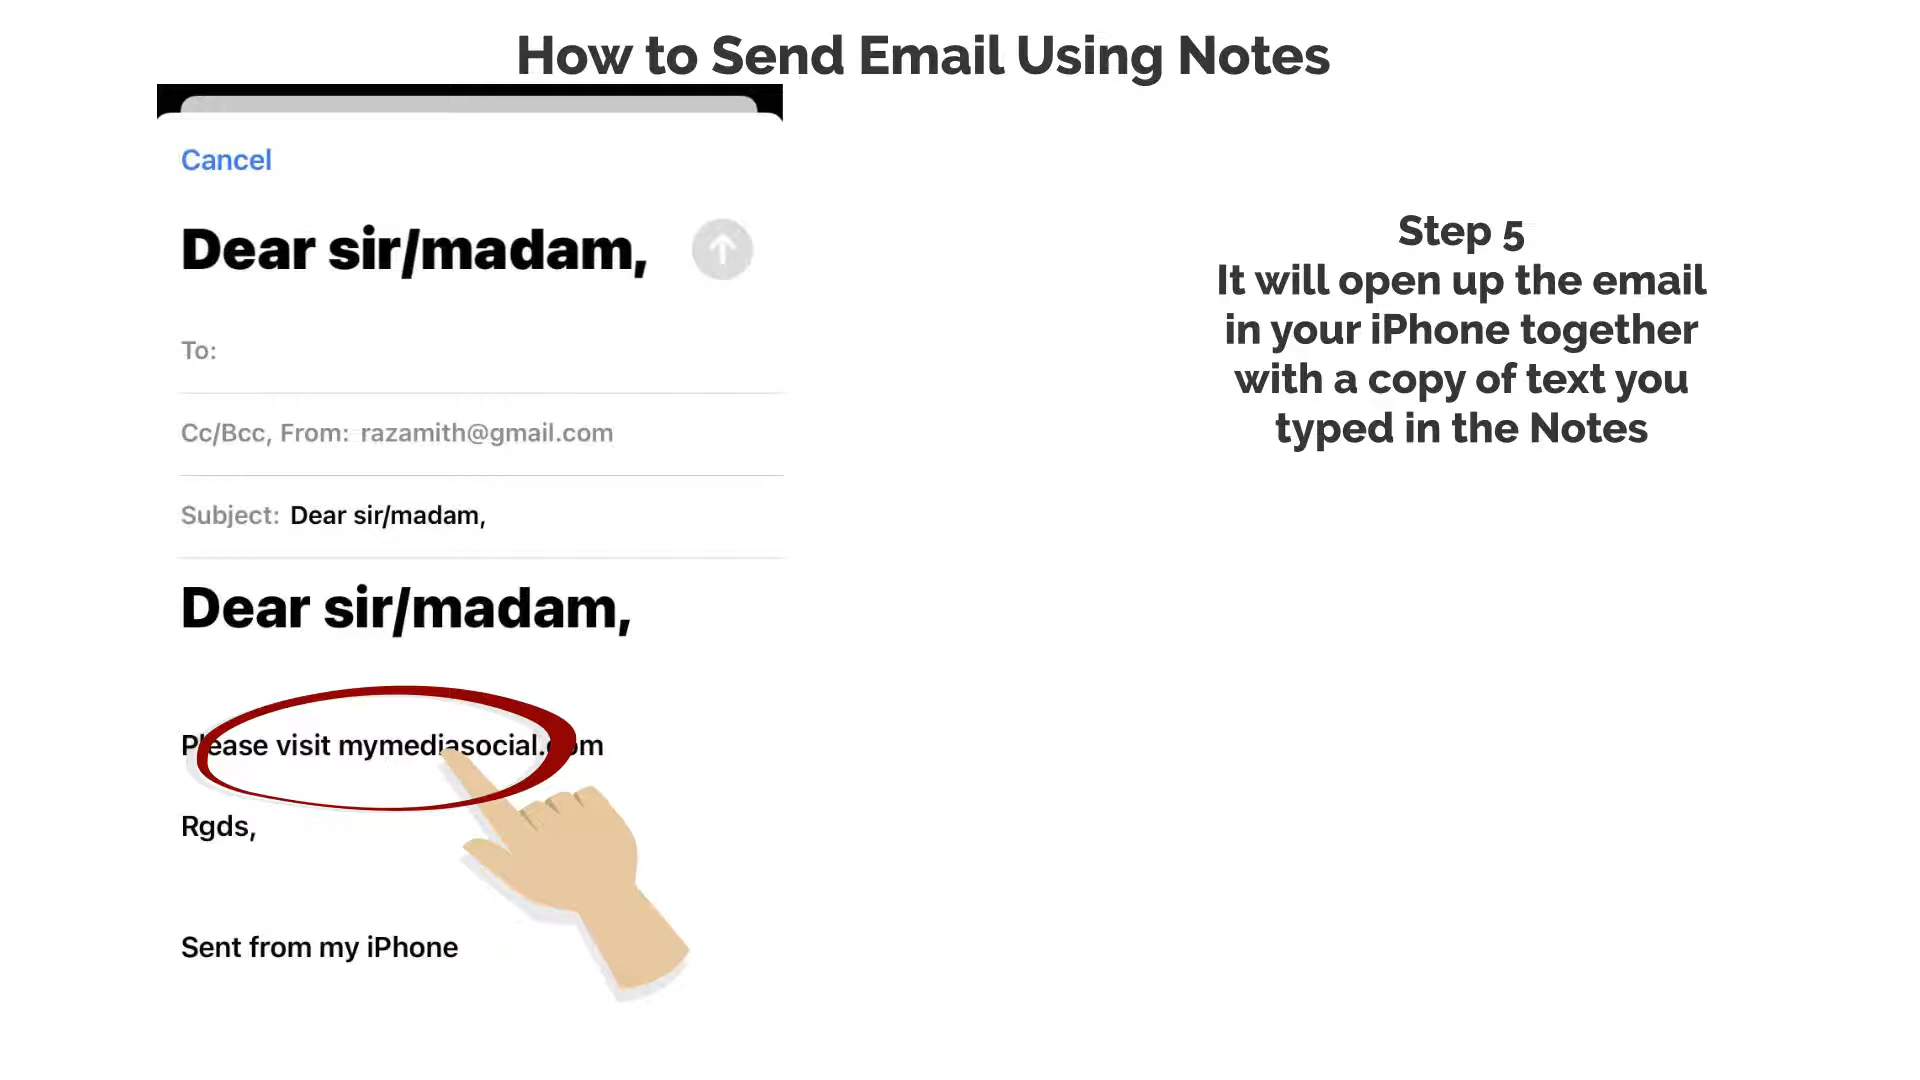 How to Send Email Using Notes
Cancel
Dear sir/madam,
To:
Cc/Bcc, From: razamith@gmail.com
Subject: Dear sir/madam,
Dear sir/madam,
Please visit mymediasocial.com
Rgds,
Sent from my iPhone
Step 5
It will open up the email
in your iPhone together
with a copy of text you
typed in the Notes